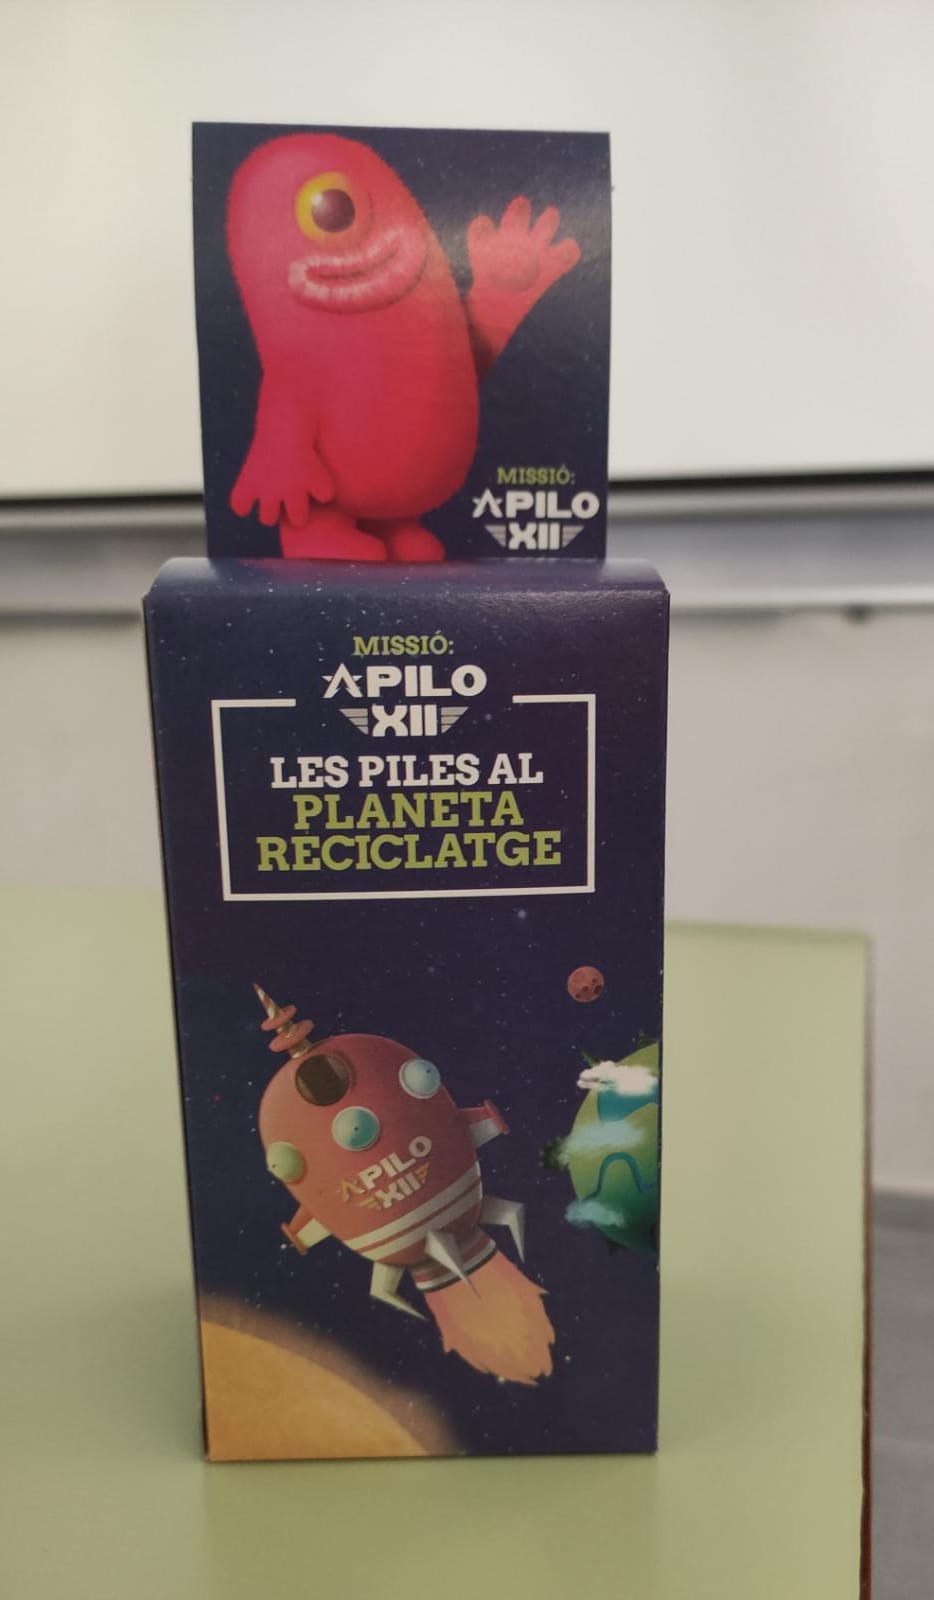 MISSIÓ:
APILO
XII
MISSIÓ:
APILO
XII
LES PILES AL
PLANETA
RECICLATGE
APILO
XII